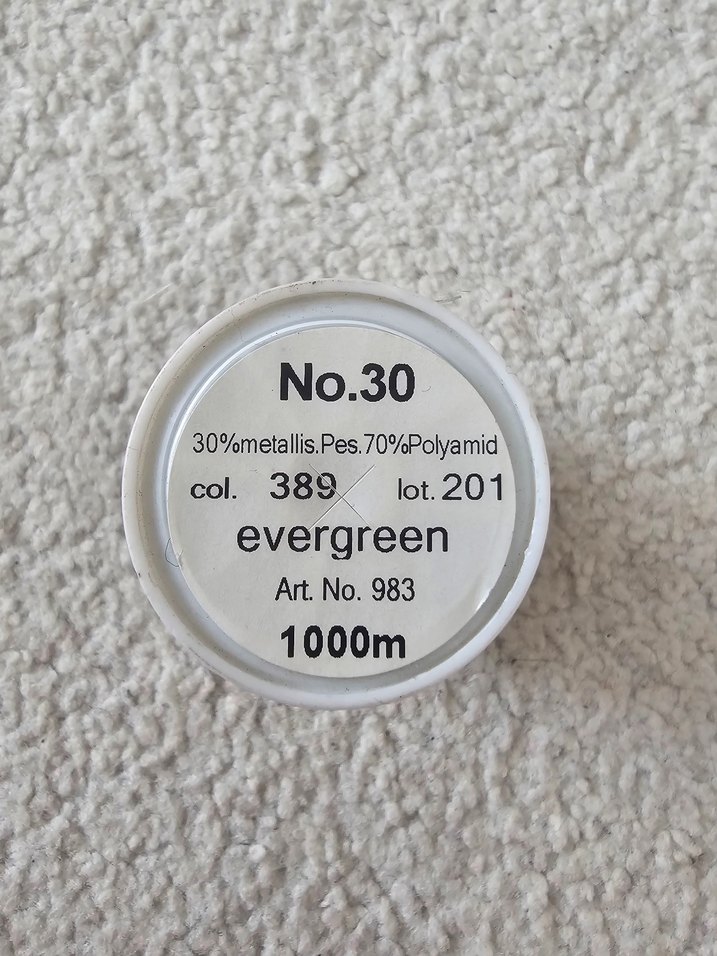 No.30
30%metallis.Pes.70%Polyamid
col. 389 lot. 201
evergreen
Art. No. 983
1000m